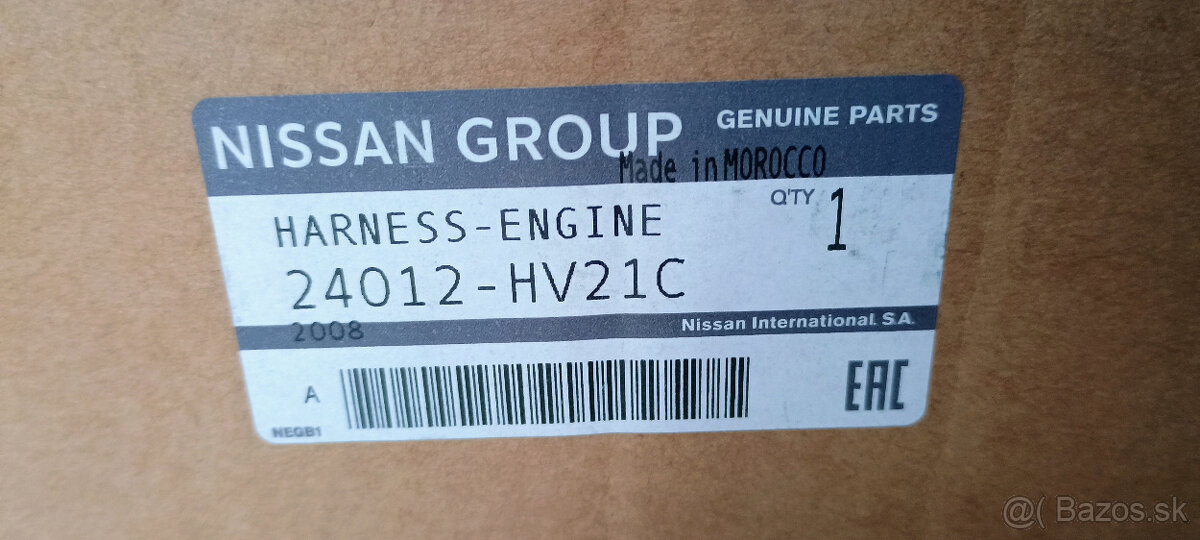 NISSAN GROUP
GENUINE PARTS
Made in MOROCCO
HARNESS-ENGINE
Q'TY 1
24012-HV21C
2008
Nissan International. S.A.
A
EAC
NEGB1
@( Bazos.sk